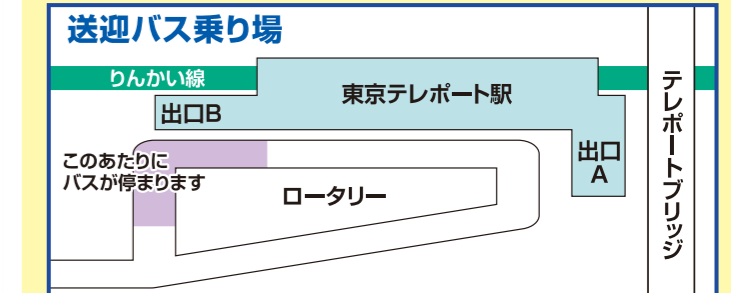 送迎バス乗り場
りんかい線
東京テレポート駅
出口B
このあたりに
バスが停まります
ロータリー
出口
A
テレポートブリッジ